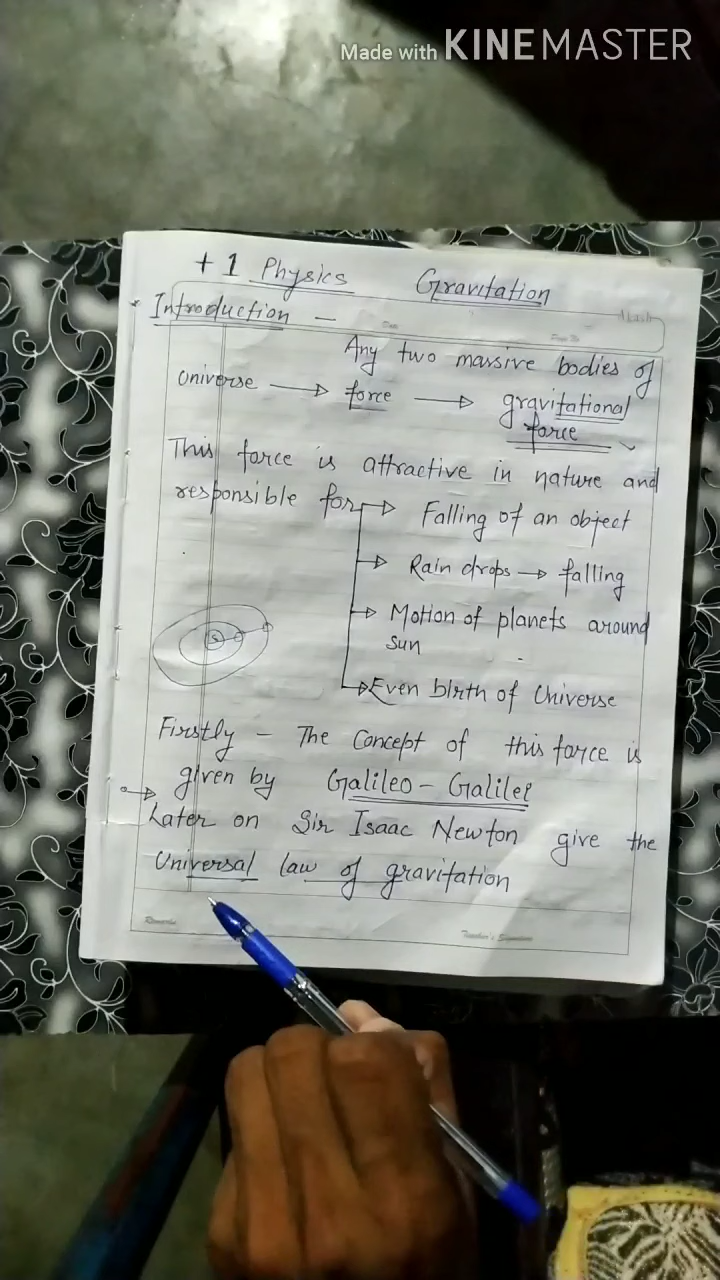 Made with KINEMASTER
+1 Physics Gravitation
Introduction -
Any two massive bodies of
Universe → force → gravitational
force
This force is attractive in nature and
responsible for → Falling of an object
→ Rain drops → falling
→ Motion of planets around
sun
S
→ Even birth of Universe
Firstly - The Concept of this force is
→ given by Galileo - Galilei
Later on Sir Isaac Newton give the
Universal law of gravitation
Teacher's Signature